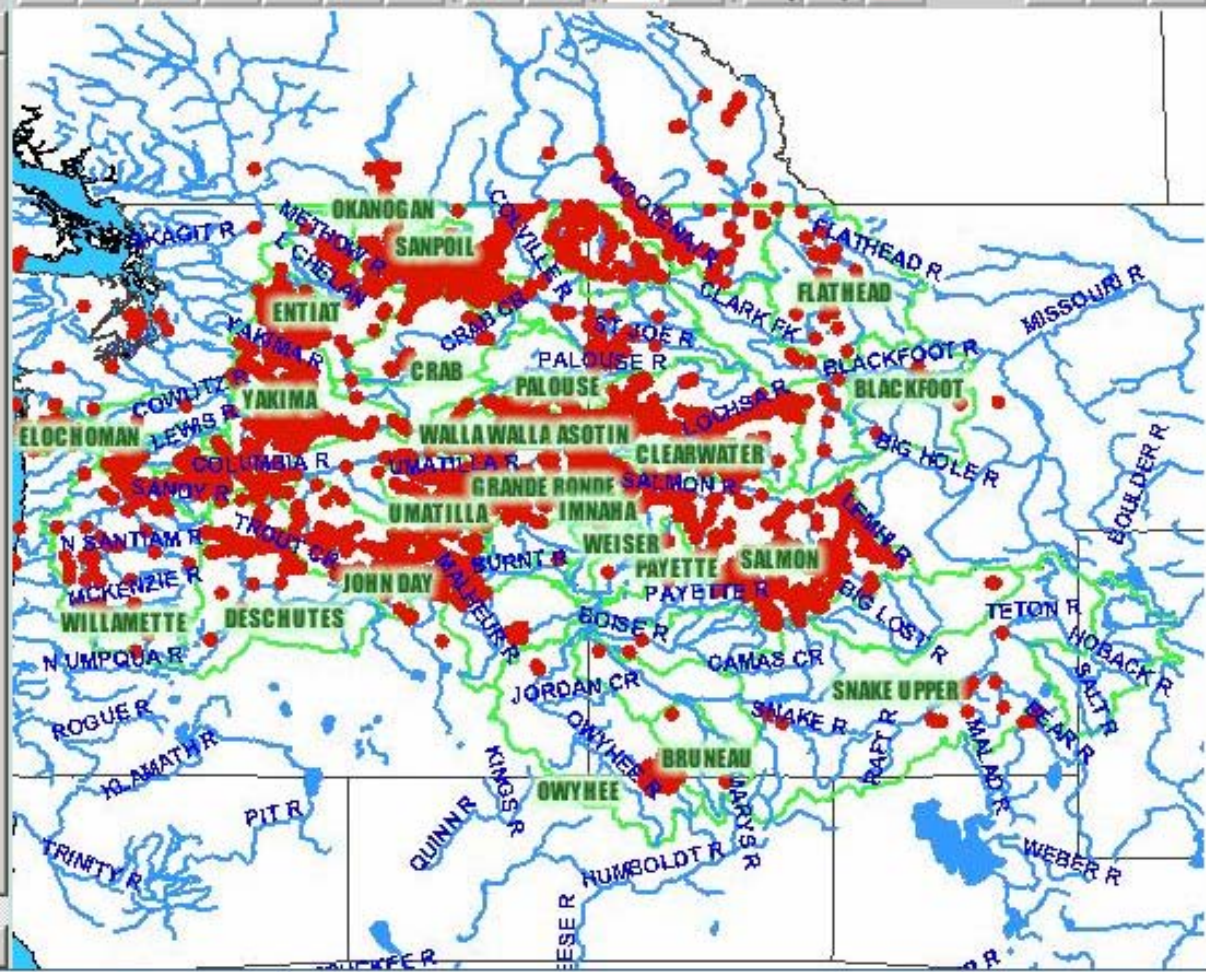 KOOTENAI R
OKANOGAN
METHOW R
COLVILLE R
SKAGIT R
SANPOIL
FLATHEAD R
L CHELAN
FLATHEAD
MISSOURI R
CLARK FK
ENTIAT
CRAB CR
YAKIMA R
ST JOE R
PALOUSE R
BLACKFOOT R
CRAB
PALOUSE
BLACKFOOT
COWLITZ R
YAKIMA
LOCHSA R
LEWIS R
ELOCHOMAN
WALLA WALLA ASOTIN
BIG HOLE R
CLEARWATER
COLUMBIA R
UMATILLA R
BOULDER R
SANDY R
GRANDE RONDE
SALMON R
UMATILLA
IMNAHA
LEMHI R
N SANTIAM R
TROUT CR
WEISER
BURNT R
PAYETTE
SALMON
MCKENZIE R
JOHN DAY
MALHEUR R
PAYETTE R
BIG LOST R
TETON R
WILLAMETTE
DESCHUTES
BOISE R
HOBACK R
N UMPQUA R
CAMAS CR
JORDAN CR
SNAKE UPPER
SALT R
ROGUE R
OWYHEE R
SNAKE R
RAFT R
BEAR R
KLAMATH R
KINGS R
BRUNEAU
MALAD R
OWYHEE
MARYS R
PIT R
QUINN R
TRINITY R
HUMBOLDT R
WEBER R
EESE R